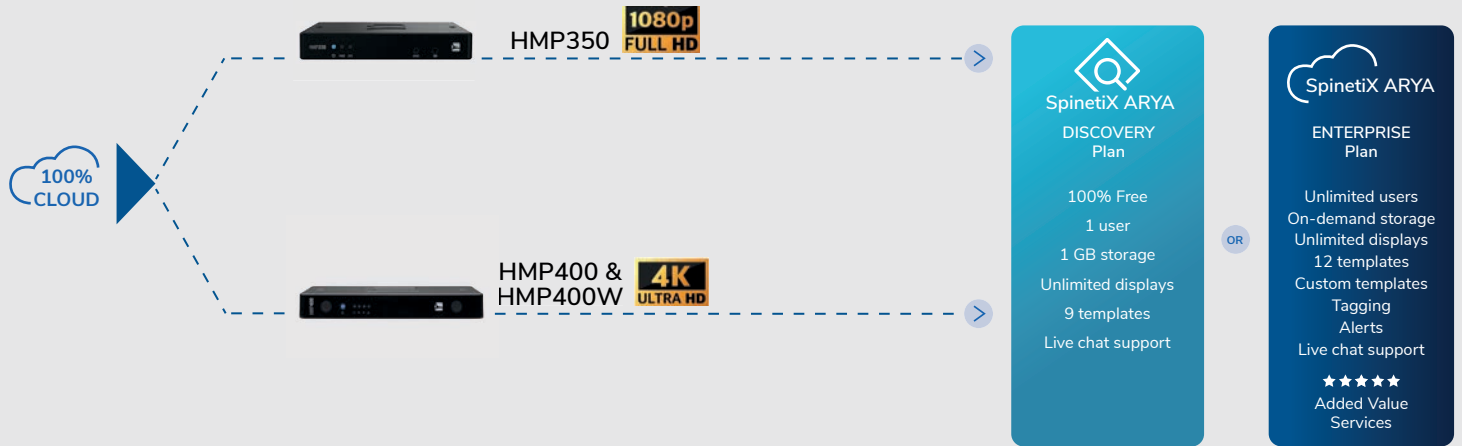 100%
CLOUD
HMP350
1080p
FULL HD
HMP400 &
HMP400W
4K
ULTRA HD
SpinetiX ARYA
DISCOVERY
Plan
100% Free
1 user
1 GB storage
Unlimited displays
9 templates
Live chat support
OR
SpinetiX ARYA
ENTERPRISE
Plan
Unlimited users
On-demand storage
Unlimited displays
12 templates
Custom templates
Tagging
Alerts
Live chat support
Added Value
Services